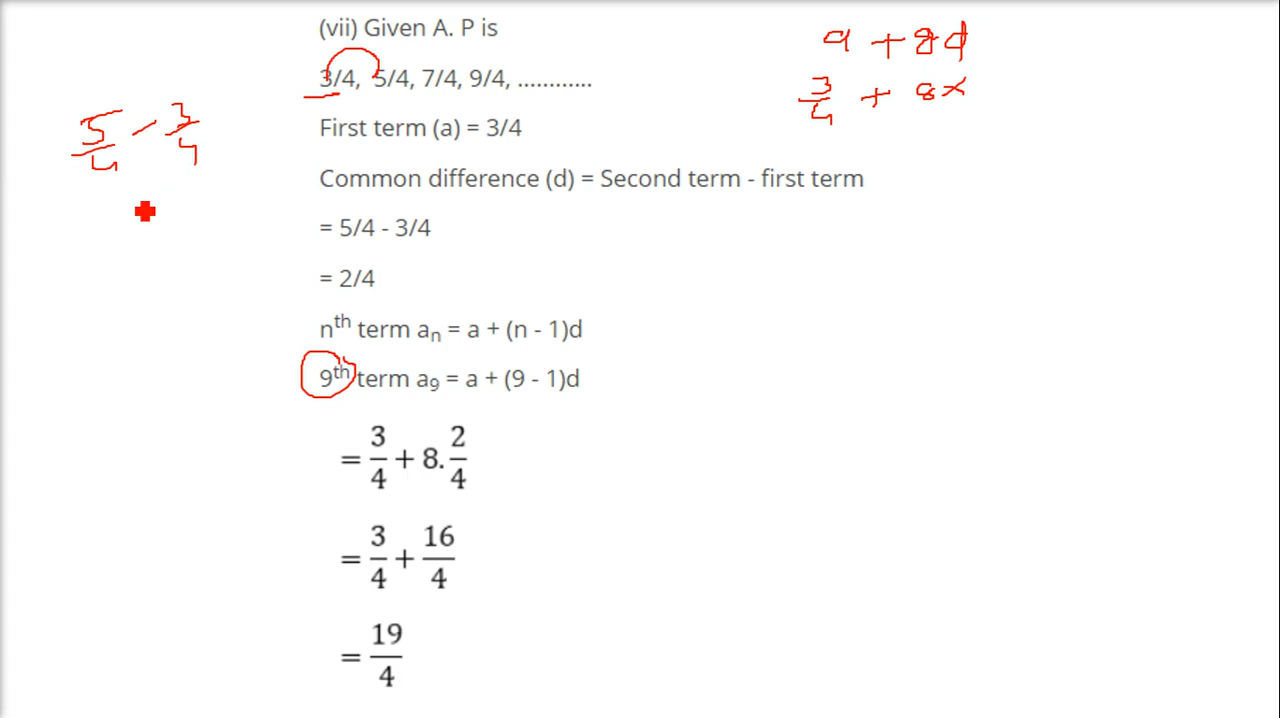 (vii) Given A. P is
3/4, 5/4, 7/4, 9/4, ............
a + 8d
3/4 + 8x
5/4 - 3/4
First term (a) = 3/4
Common difference (d) = Second term - first term
= 5/4 - 3/4
= 2/4
nth term an = a + (n - 1)d
9th term a9 = a + (9 - 1)d
= 3/4 + 8. 2/4
= 3/4 + 16/4
= 19/4